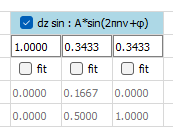 dz sin : A*sin(2πnν+φ)
1.0000 0.3433 0.3433
fit fit fit
0.0000 0.1667 0.0000
0.0000 0.5000 1.0000